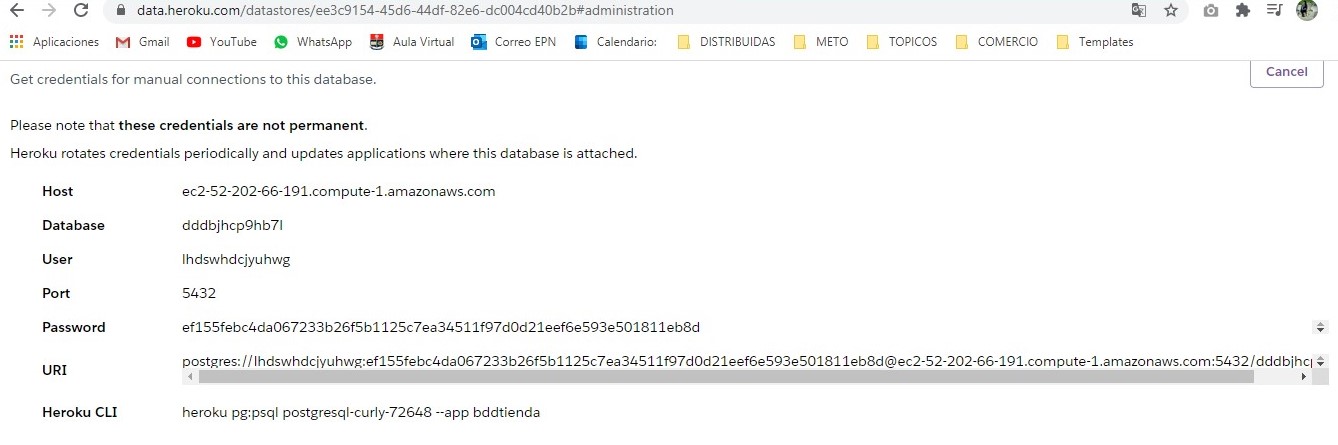 data.heroku.com/datastores/ee3c9154-45d6-44df-82e6-dc004cd40b2b#administration
Aplicaciones Gmail YouTube WhatsApp Aula Virtual Correo EPN Calendario: DISTRIBUIDAS METO TOPICOS COMERCIO Templates
Get credentials for manual connections to this database.
Cancel
Please note that these credentials are not permanent.
Heroku rotates credentials periodically and updates applications where this database is attached.
Host ec2-52-202-66-191.compute-1.amazonaws.com
Database dddbjhcp9hb7l
User lhdswhdcjyuhwg
Port 5432
Password ef155febc4da067233b26f5b1125c7ea34511f97d0d21eef6e593e501811eb8d
URI postgres://lhdswhdcjyuhwg:ef155febc4da067233b26f5b1125c7ea34511f97d0d21eef6e593e501811eb8d@ec2-52-202-66-191.compute-1.amazonaws.com:5432/dddbjhcp
Heroku CLI heroku pg:psql postgresql-curly-72648 --app bddtienda